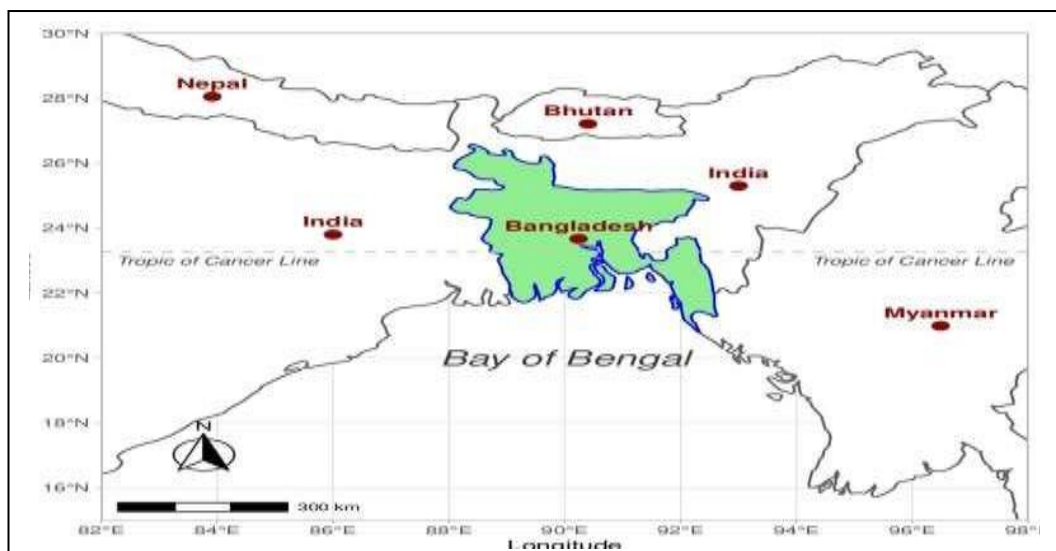 30°N
Nepal
28°N
Bhutan
26°N
India
India
24°N
Bangladesh
Tropic of Cancer Line
Tropic of Cancer Line
22°N
Myanmar
20°N
Bay of Bengal
18°N
N
16°N
300 km
82°E 84°E 86°E 88°E 90°E 92°E 94°E 96°E 98°E
Longitude